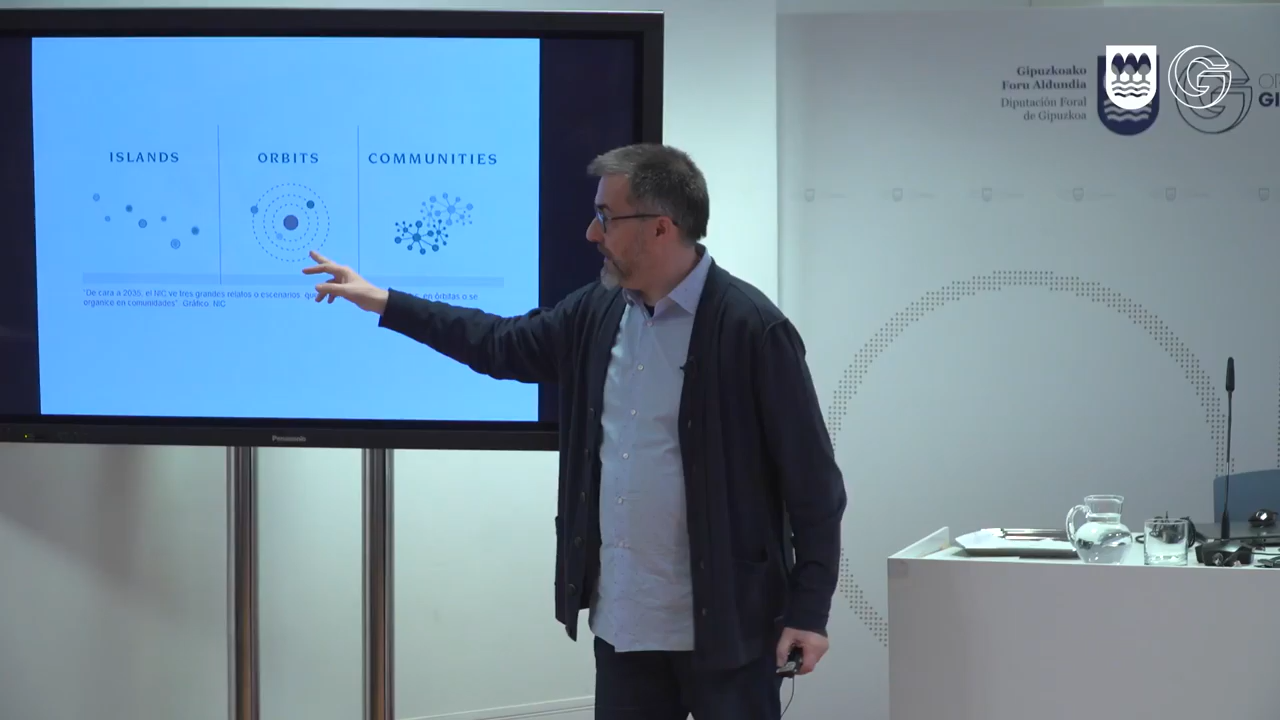 ISLANDS
ORBITS
COMMUNITIES
"De cara a 2035, el NIC ve tres grandes relatos o escenarios en órbitas o se
organice en comunidades". Gráfico NIC
Panasonic
Gipuzkoako
Foru Aldundia
Diputación Foral
de Gipuzkoa
G